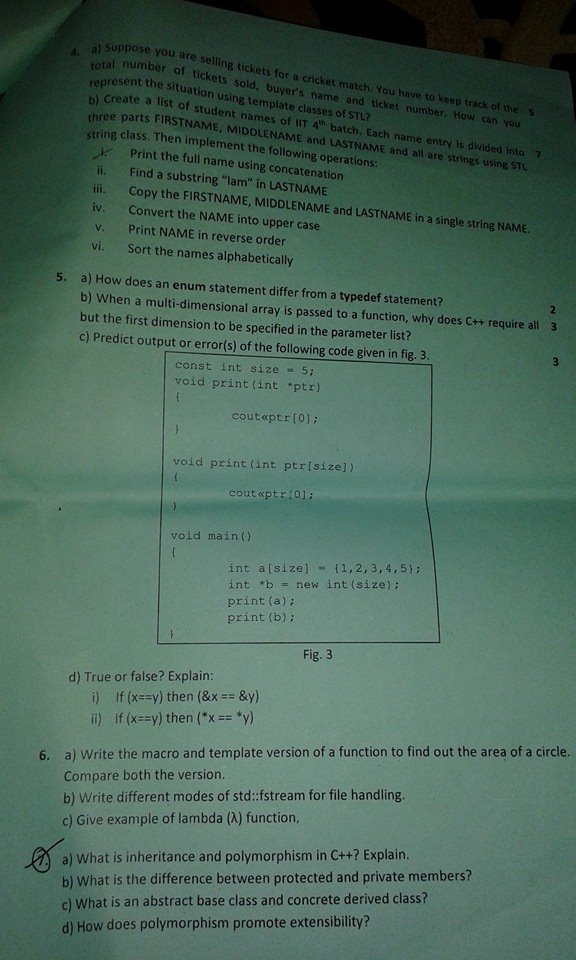 4. a) Suppose you are selling tickets for a cricket match. You have to keep track of the 5
total number of tickets sold, buyer's name and ticket number. How can you
represent the situation using template classes of STL?
b) Create a list of student names of IIT 4th batch. Each name entry is divided into 7
three parts FIRSTNAME, MIDDLENAME and LASTNAME and all are strings using STL
string class. Then implement the following operations:
i. Print the full name using concatenation
ii. Find a substring "lam" in LASTNAME
iii. Copy the FIRSTNAME, MIDDLENAME and LASTNAME in a single string NAME.
iv. Convert the NAME into upper case
v. Print NAME in reverse order
vi. Sort the names alphabetically
5. a) How does an enum statement differ from a typedef statement? 2
b) When a multi-dimensional array is passed to a function, why does C++ require all 3
but the first dimension to be specified in the parameter list?
c) Predict output or error(s) of the following code given in fig. 3. 3
const int size = 5;
void print(int *ptr)
{
cout«ptr[0];
}
void print(int ptr[size])
{
cout«ptr[0];
}
void main()
{
int a[size] = {1,2,3,4,5};
int *b = new int(size);
print(a);
print(b);
}
Fig. 3
d) True or false? Explain:
i) If (x==y) then (&x == &y)
ii) If (x==y) then (*x == *y)
6. a) Write the macro and template version of a function to find out the area of a circle.
Compare both the version.
b) Write different modes of std::fstream for file handling.
c) Give example of lambda (λ) function.
7. a) What is inheritance and polymorphism in C++? Explain.
b) What is the difference between protected and private members?
c) What is an abstract base class and concrete derived class?
d) How does polymorphism promote extensibility?